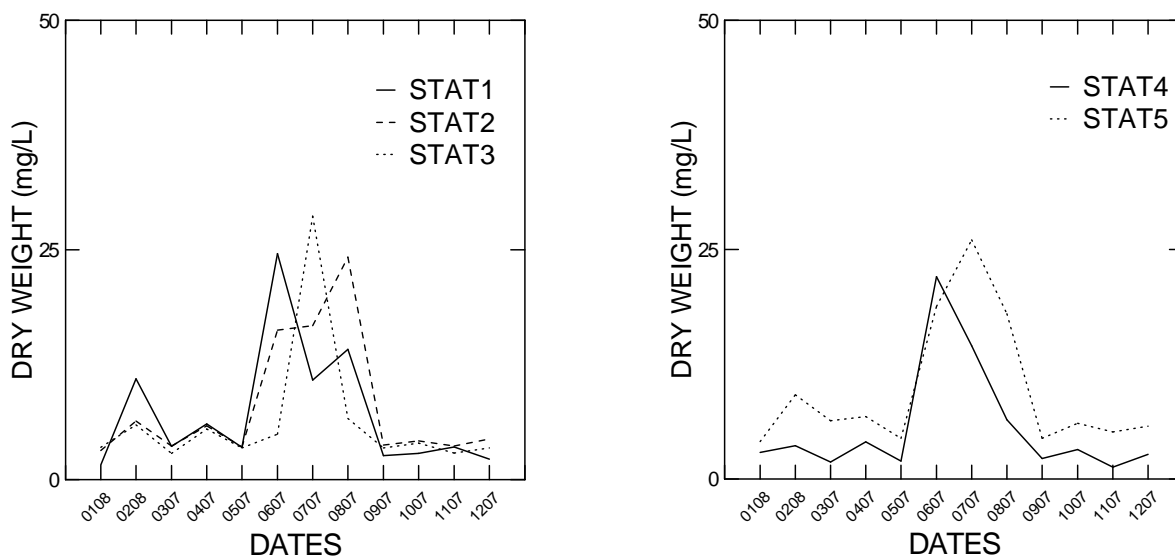 50
25
0
DRY WEIGHT (mg/L)
STAT1
STAT2
STAT3
0108 0208 0307 0407 0507 0607 0707 0807 0907 1007 1107 1207
DATES
50
25
0
DRY WEIGHT (mg/L)
STAT4
STAT5
0108 0208 0307 0407 0507 0607 0707 0807 0907 1007 1107 1207
DATES